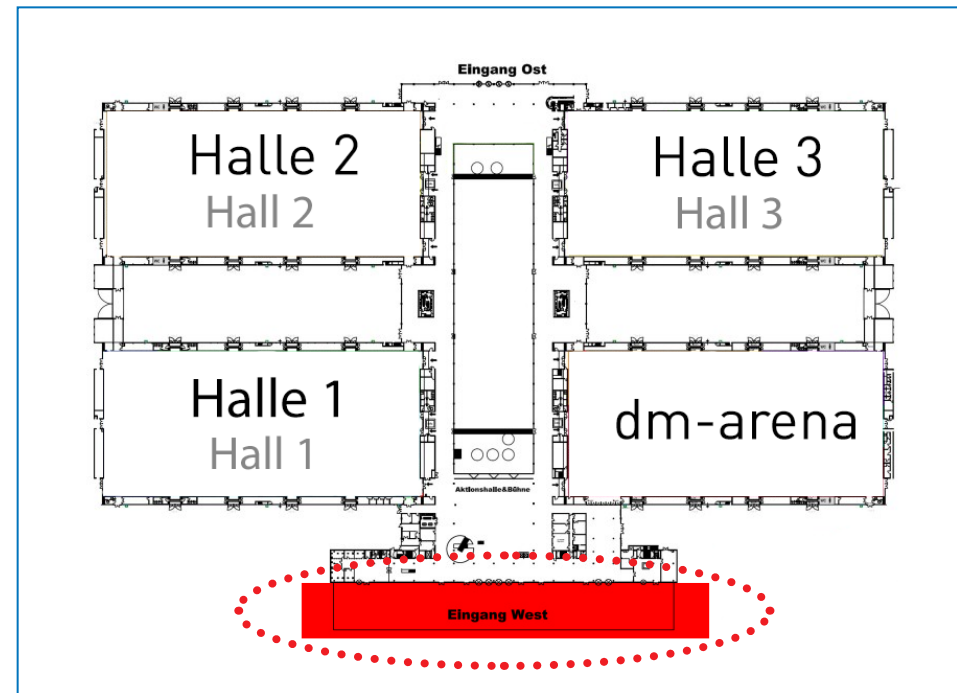 Eingang Ost
Halle 2
Hall 2
Halle 3
Hall 3
Halle 1
Hall 1
dm-arena
Aktionshalle&Bühne
Eingang West